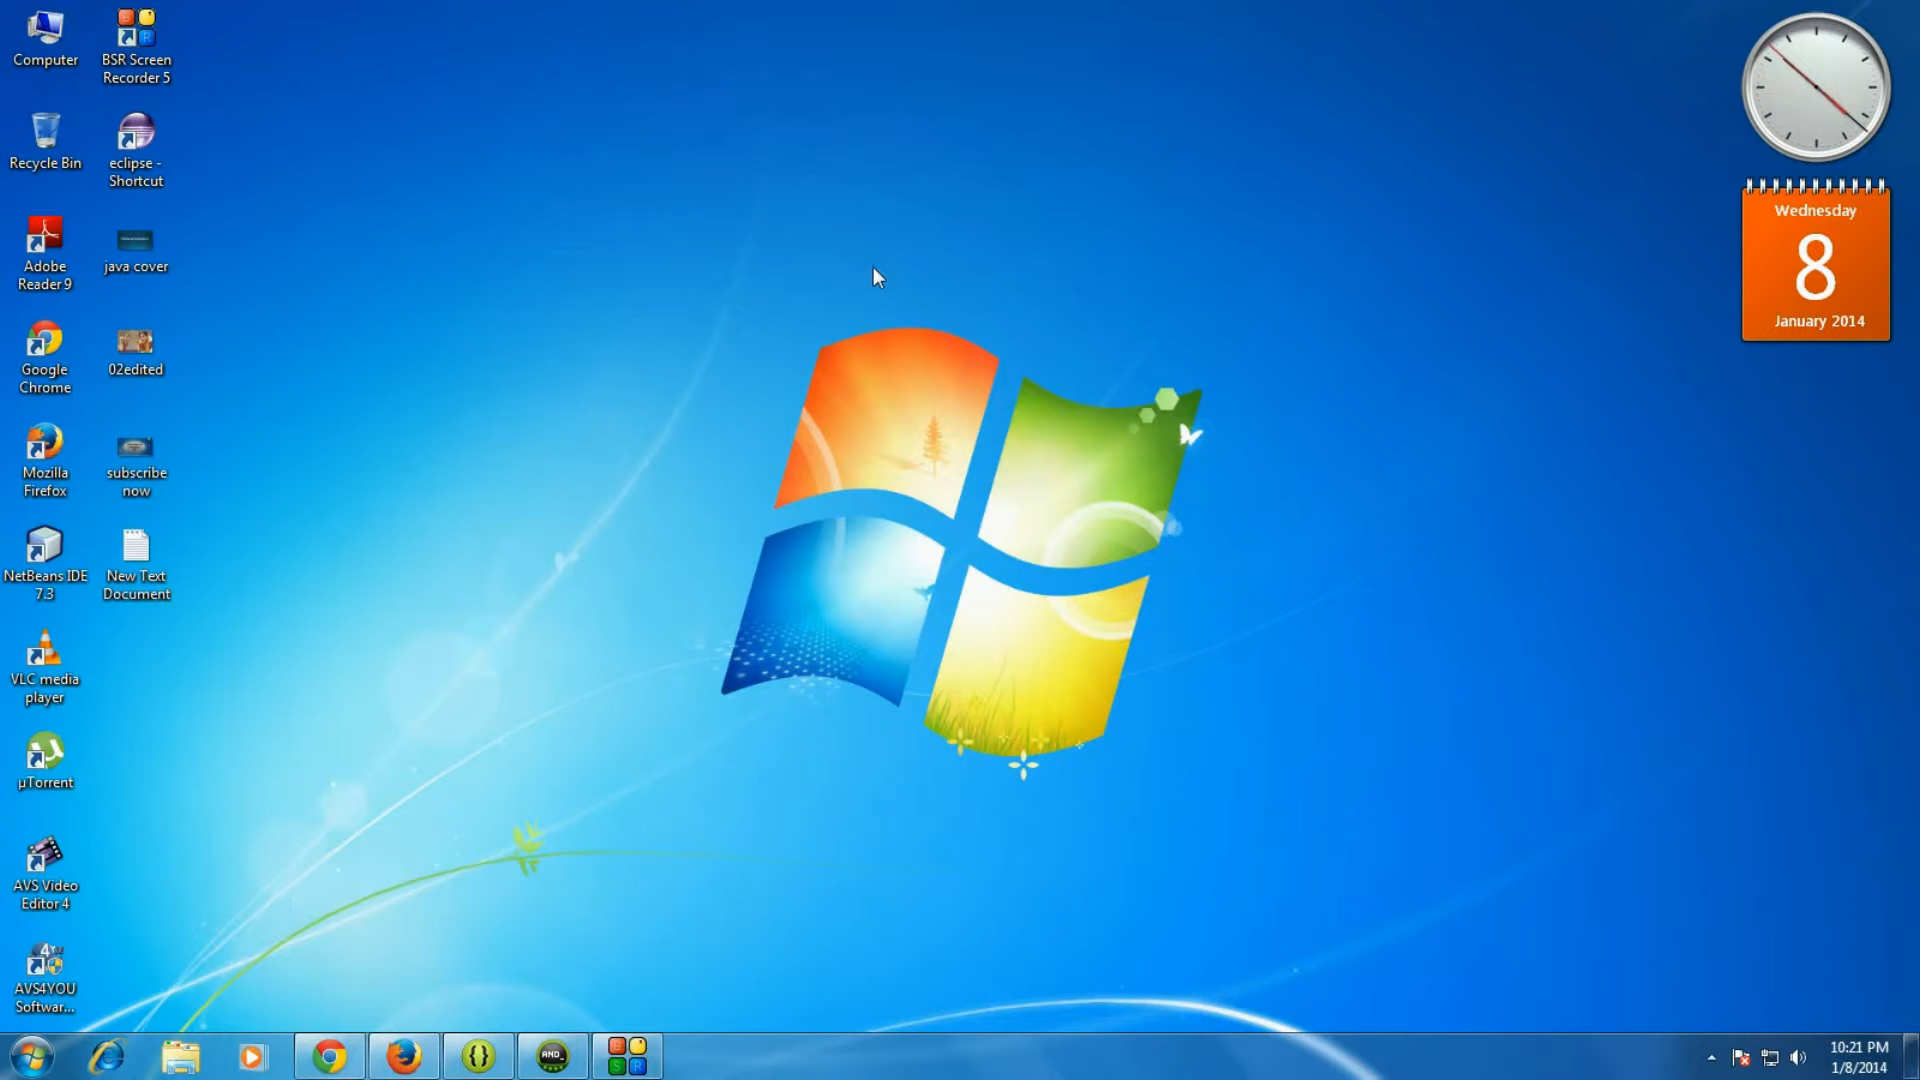 Computer
BSR Screen
Recorder 5
Recycle Bin
eclipse -
Shortcut
Adobe
Reader 9
java cover
Google
Chrome
02edited
Mozilla
Firefox
subscribe
now
NetBeans IDE
7.3
New Text
Document
VLC media
player
µTorrent
AVS Video
Editor 4
AVS4YOU
Softwar...
Wednesday
8
January 2014
AND_
10:21 PM
1/8/2014